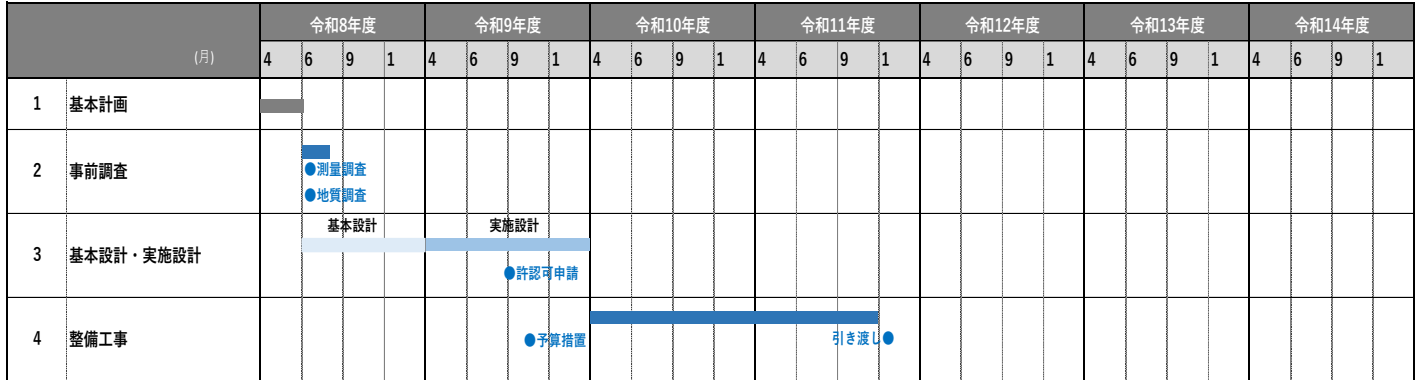 令和8年度 令和9年度 令和10年度 令和11年度 令和12年度 令和13年度 令和14年度
(月) 4 6 9 1 4 6 9 1 4 6 9 1 4 6 9 1 4 6 9 1 4 6 9 1 4 6 9 1
1 基本計画
2 事前調査
●測量調査
●地質調査
3 基本設計・実施設計
基本設計 実施設計
●許認可申請
4 整備工事
●予算措置 引き渡し●